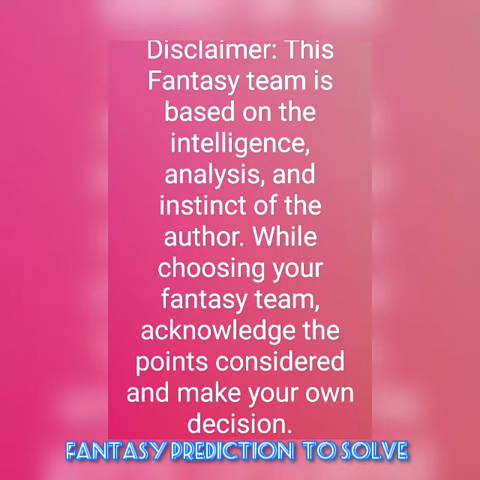 Disclaimer: This
Fantasy team is
based on the
intelligence,
analysis, and
instinct of the
author. While
choosing your
fantasy team,
acknowledge the
points considered
and make your own
decision.
FANTASY PREDICTION TO SOLVE